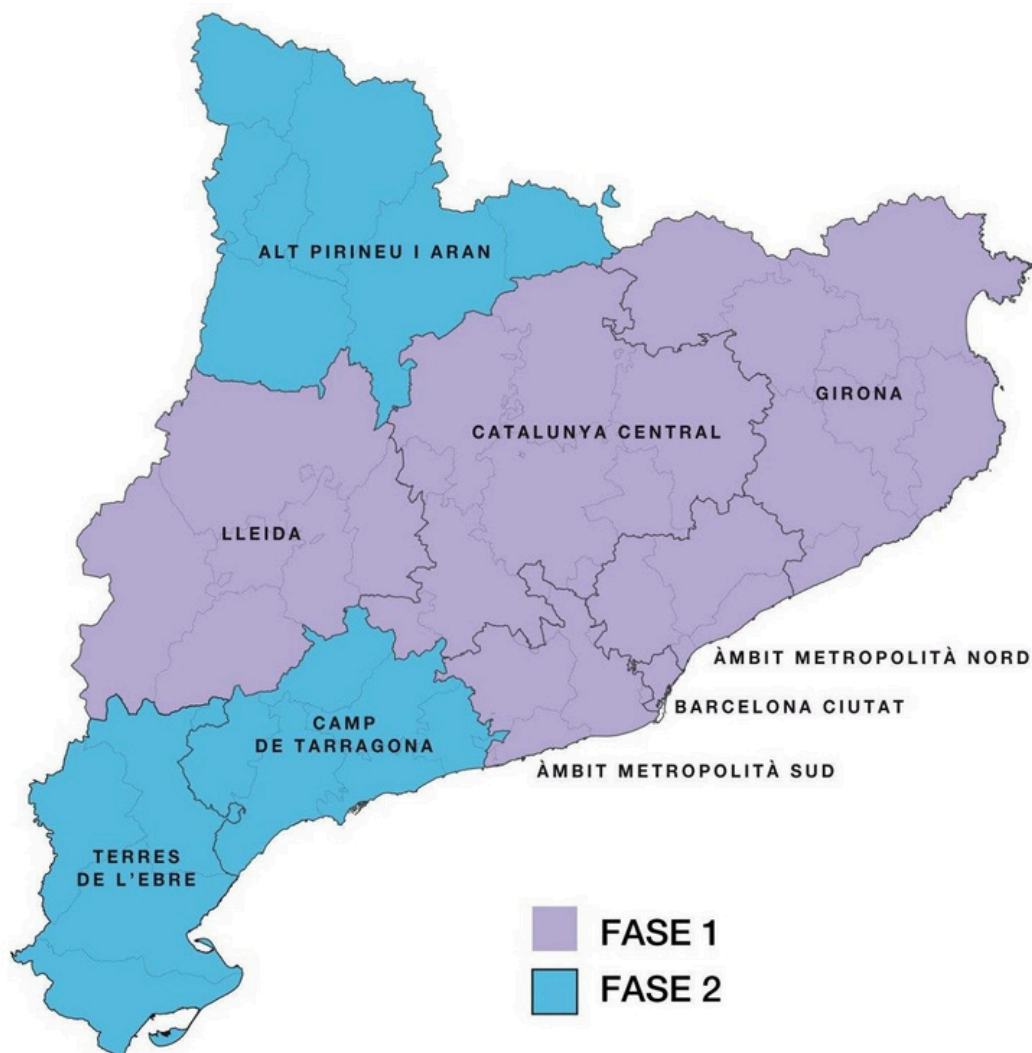 ALT PIRINEU I ARAN
GIRONA
CATALUNYA CENTRAL
LLEIDA
ÀMBIT METROPOLITÀ NORD
BARCELONA CIUTAT
CAMP
DE TARRAGONA
ÀMBIT METROPOLITÀ SUD
TERRES
DE L'EBRE
FASE 1
FASE 2